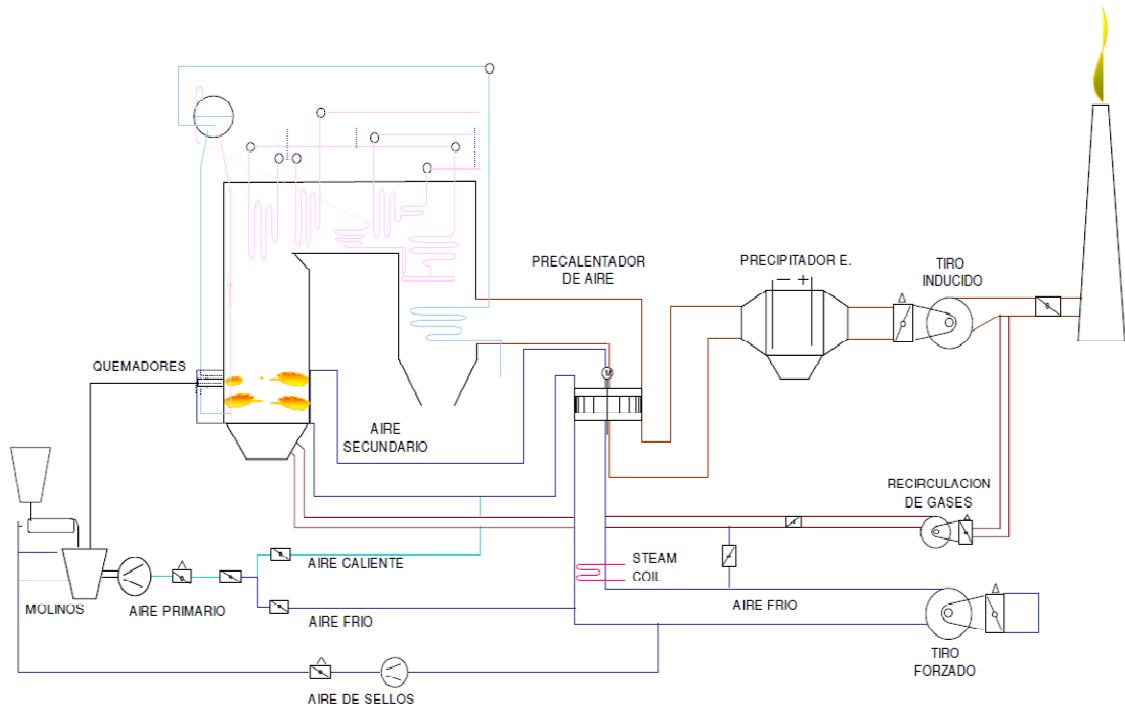 PRECALENTADOR
DE AIRE
PRECIPITADOR E.
− +
TIRO
INDUCIDO
QUEMADORES
M
AIRE
SECUNDARIO
RECIRCULACION
DE GASES
STEAM
COIL
AIRE CALIENTE
MOLINOS
AIRE PRIMARIO
AIRE FRIO
AIRE FRIO
TIRO
FORZADO
AIRE DE SELLOS